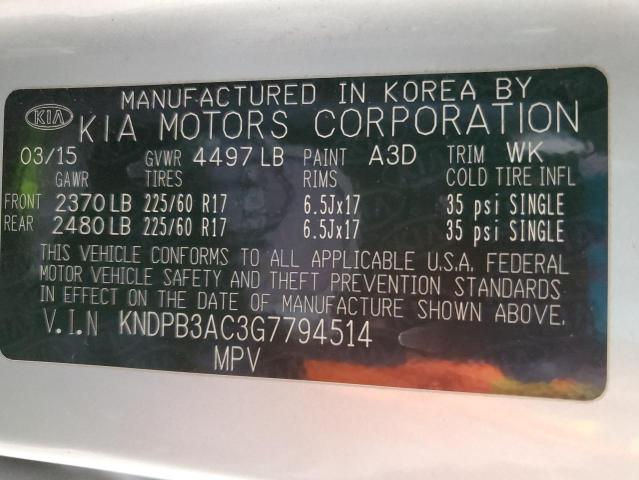 MANUFACTURED IN KOREA BY
KIA KIA MOTORS CORPORATION
03/15 GVWR 4497 LB PAINT A3D TRIM WK
GAWR TIRES RIMS COLD TIRE INFL
FRONT 2370 LB 225/60 R17 6.5Jx17 35 psi SINGLE
REAR 2480 LB 225/60 R17 6.5Jx17 35 psi SINGLE
THIS VEHICLE CONFORMS TO ALL APPLICABLE U.S.A. FEDERAL
MOTOR VEHICLE SAFETY AND THEFT PREVENTION STANDARDS
IN EFFECT ON THE DATE OF MANUFACTURE SHOWN ABOVE.
V.I.N KNDPB3AC3G7794514
MPV